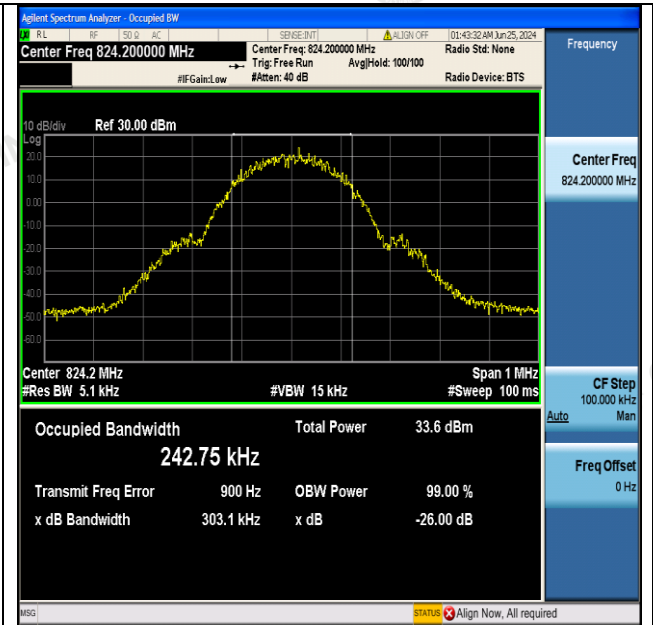 Agilent Spectrum Analyzer - Occupied BW
RL RF 50 Ω AC SENSE:INT ALIGN OFF 01:43:32 AM Jun 25, 2024
Center Freq 824.200000 MHz Center Freq: 824.200000 MHz Radio Std: None
Trig: Free Run Avg|Hold: 100/100
#IFGain:Low #Atten: 40 dB Radio Device: BTS
Frequency
10 dB/div Ref 30.00 dBm
Log
20.0
10.0
0.00
-10.0
-20.0
-30.0
-40.0
-50.0
-60.0
Center 824.2 MHz Span 1 MHz
#Res BW 5.1 kHz #VBW 15 kHz #Sweep 100 ms
Occupied Bandwidth Total Power 33.6 dBm
242.75 kHz
Transmit Freq Error 900 Hz OBW Power 99.00 %
x dB Bandwidth 303.1 kHz x dB -26.00 dB
Center Freq
824.200000 MHz
CF Step
100.000 kHz
Auto Man
Freq Offset
0 Hz
MSG STATUS Align Now, All required